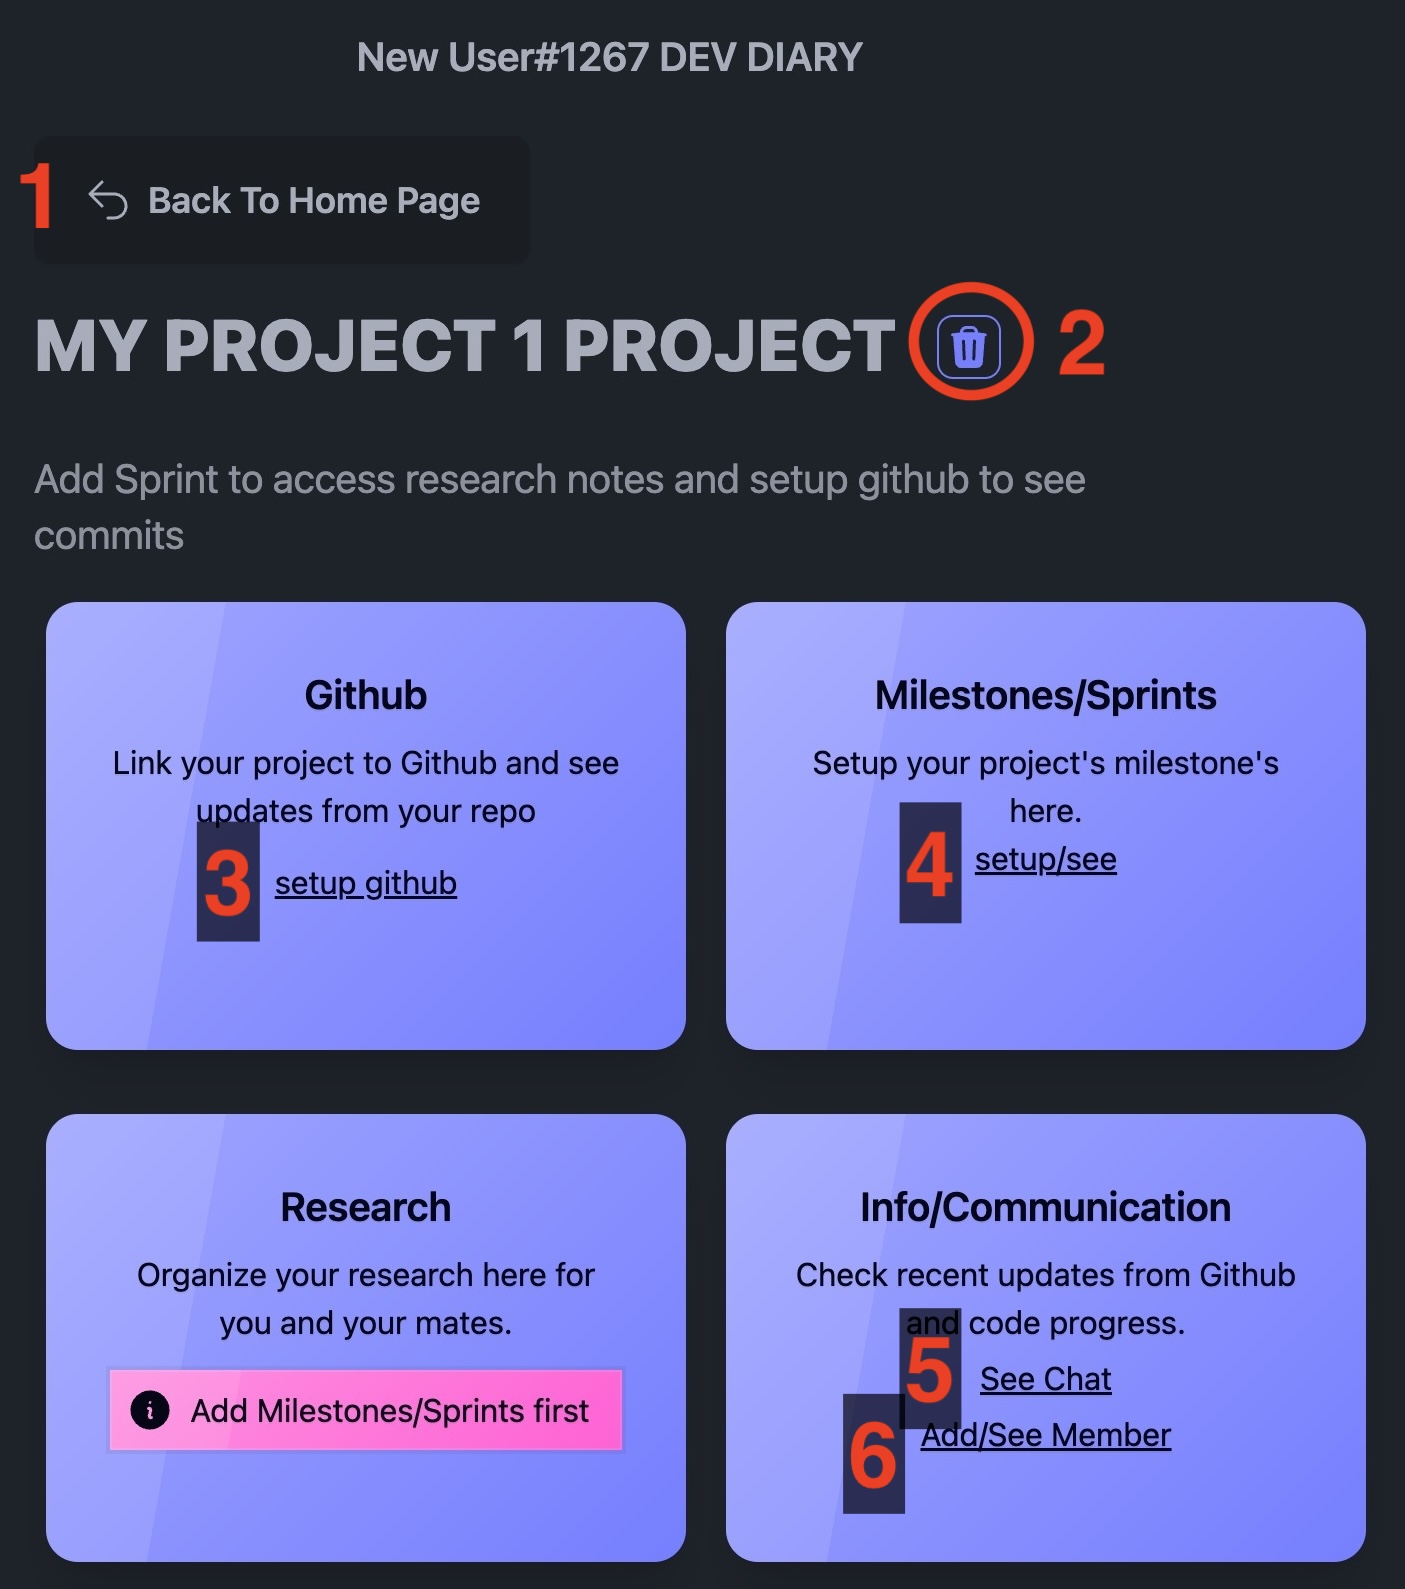 New User#1267 DEV DIARY
1 Back To Home Page
MY PROJECT 1 PROJECT 2
Add Sprint to access research notes and setup github to see
commits
Github
Link your project to Github and see
updates from your repo
3 setup github
Milestones/Sprints
Setup your project's milestone's
here.
4 setup/see
Research
Organize your research here for
you and your mates.
i Add Milestones/Sprints first
Info/Communication
Check recent updates from Github
and code progress.
5 See Chat
6 Add/See Member